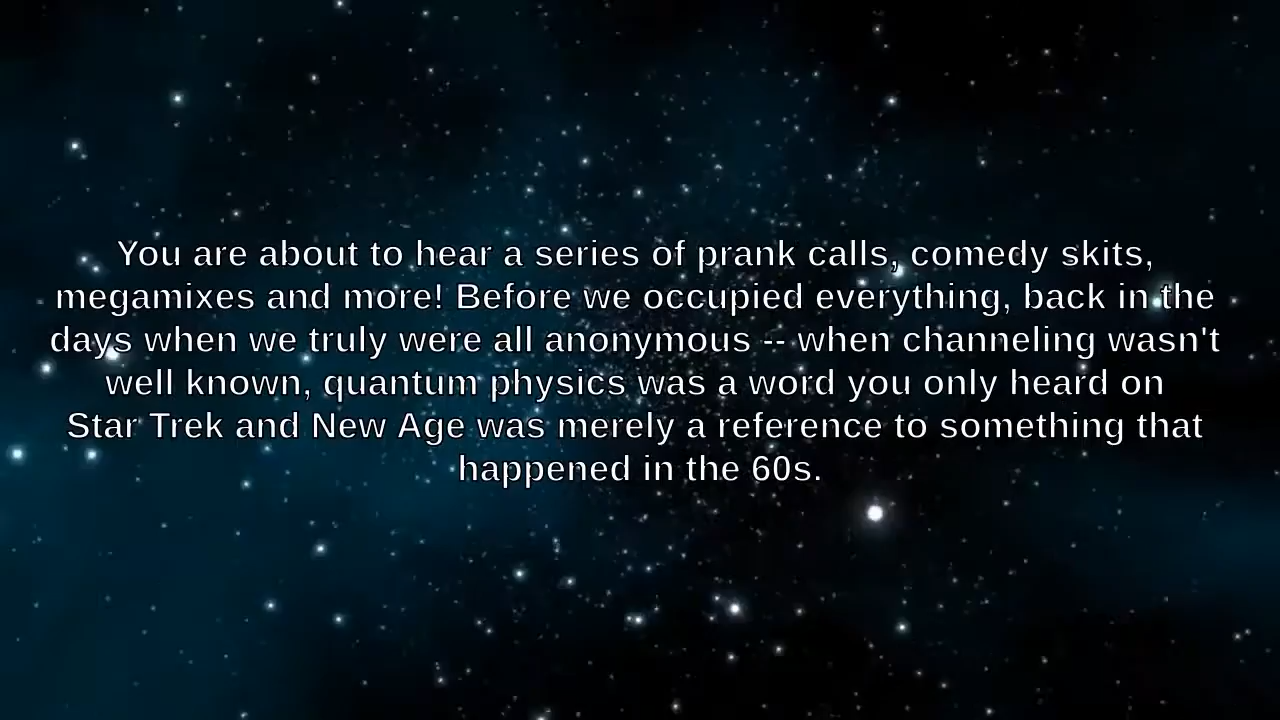 You are about to hear a series of prank calls, comedy skits,
megamixes and more! Before we occupied everything, back in the
days when we truly were all anonymous -- when channeling wasn't
well known, quantum physics was a word you only heard on
Star Trek and New Age was merely a reference to something that
happened in the 60s.